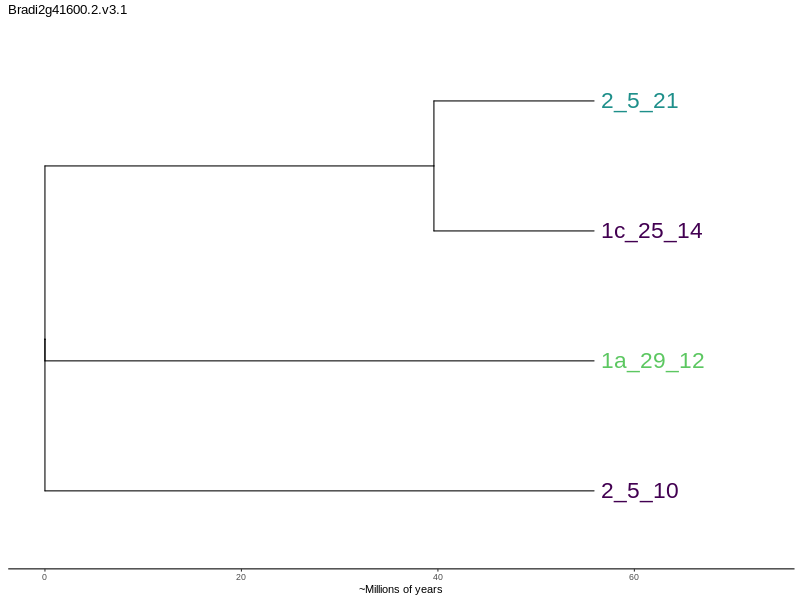 Bradi2g41600.2.v3.1
2_5_21
1c_25_14
1a_29_12
2_5_10
0 20 40 60
~Millions of years